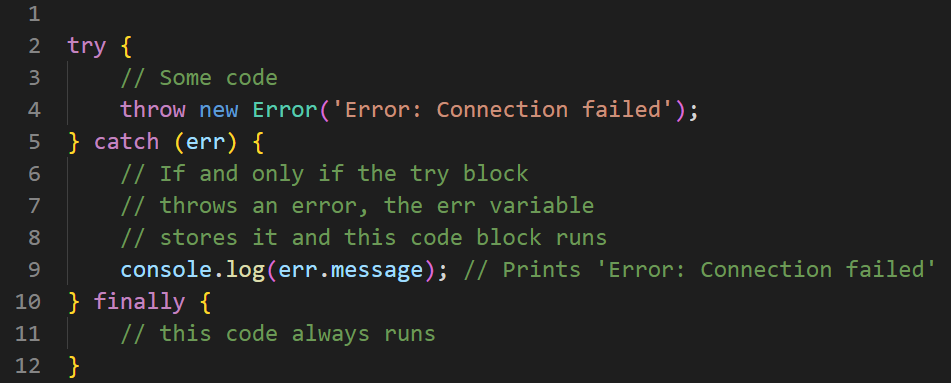 1
2 try {
3     // Some code
4     throw new Error('Error: Connection failed');
5 } catch (err) {
6     // If and only if the try block
7     // throws an error, the err variable
8     // stores it and this code block runs
9     console.log(err.message); // Prints 'Error: Connection failed'
10 } finally {
11     // this code always runs
12 }